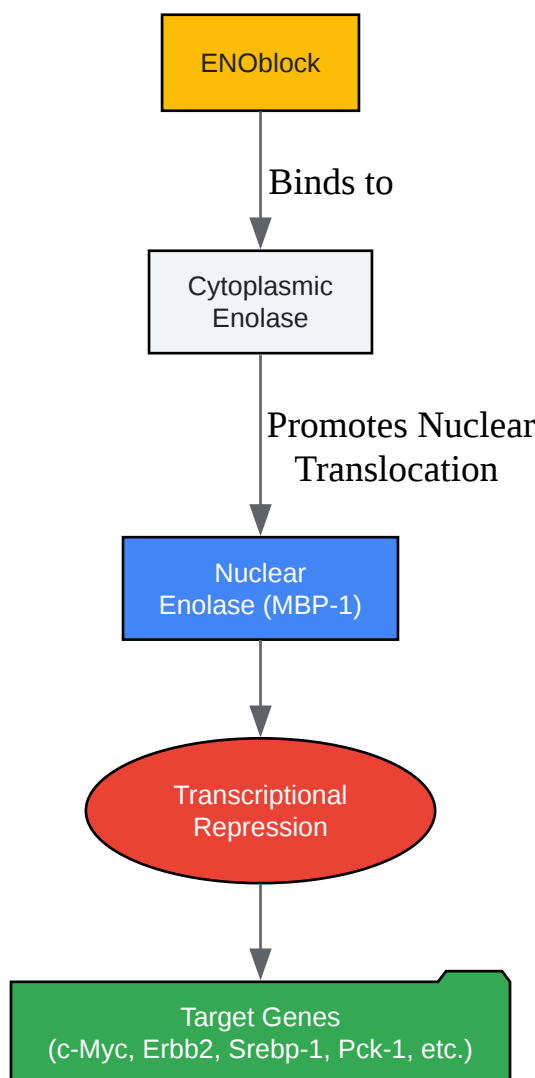 ENOblock
Binds to
Cytoplasmic
Enolase
Promotes Nuclear
Translocation
Nuclear
Enolase (MBP-1)
Transcriptional
Repression
Target Genes
(c-Myc, Erbb2, Srebp-1, Pck-1, etc.)